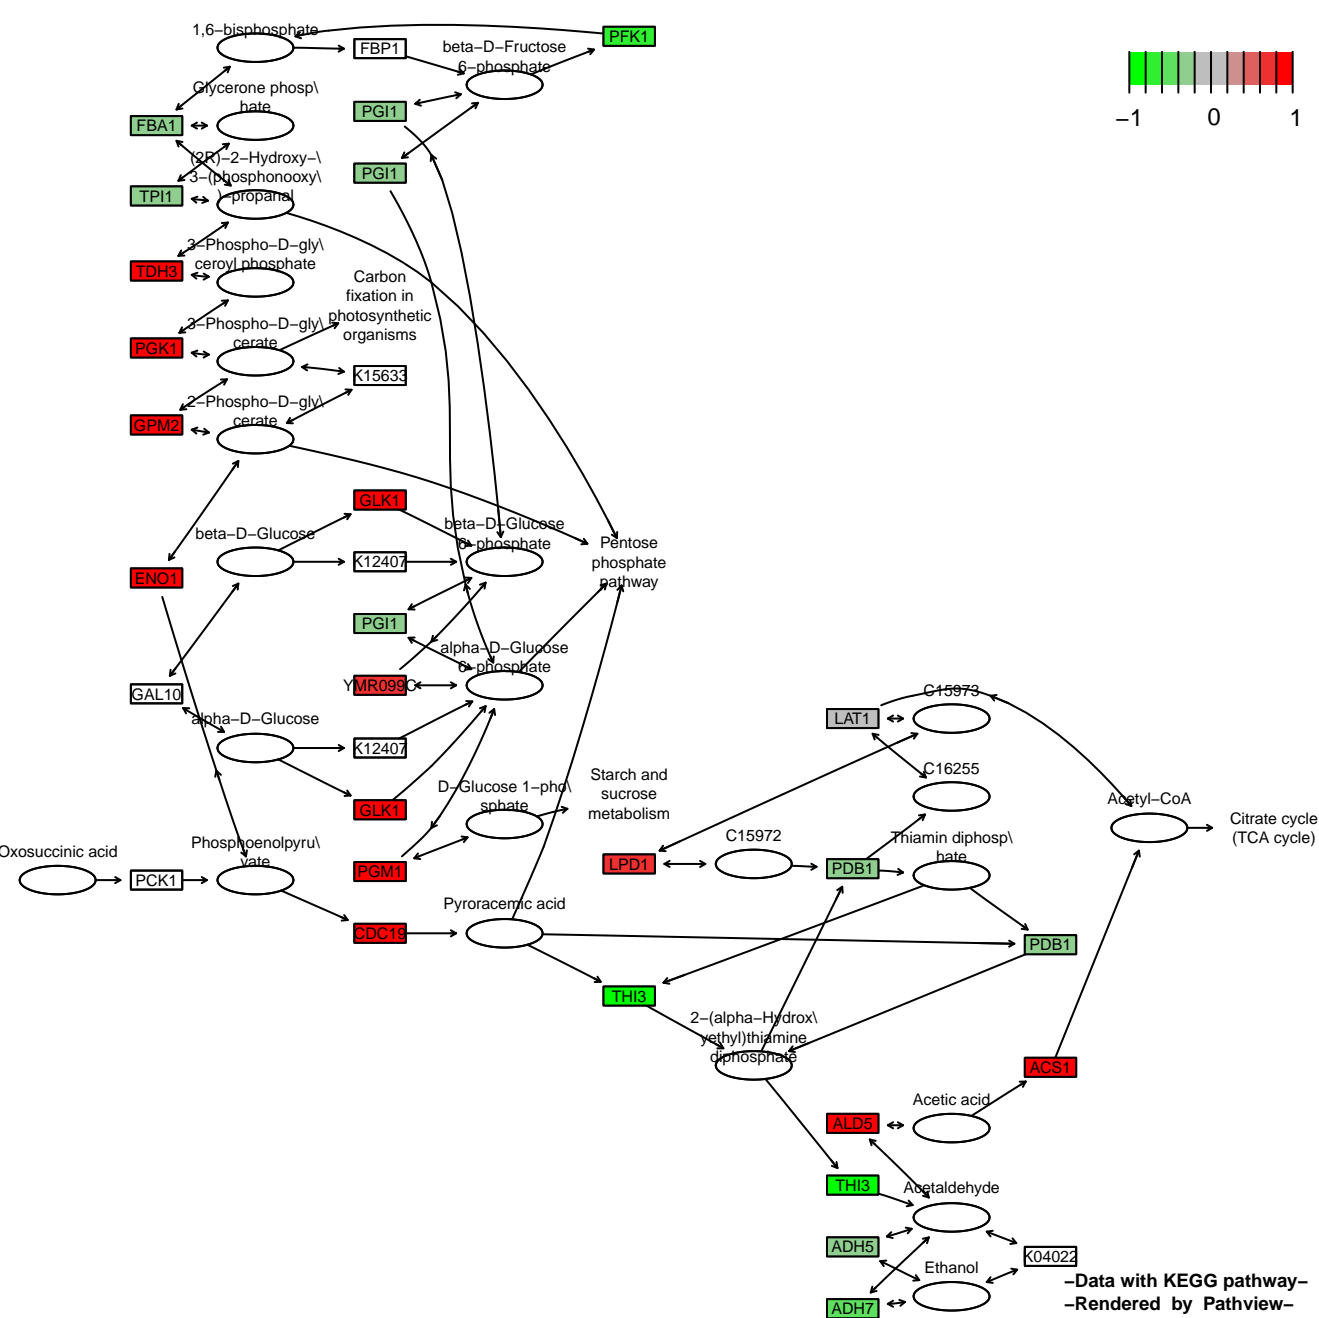 1,6−bisphosphate
FBP1
beta−D−Fructose
6−phosphate
PFK1
−1
0
1
Glycerone phosp\
hate
FBA1
PGI1
(2R)−2−Hydroxy−\
3−(phosphonooxy\
)−propanal
TPI1
PGI1
3−Phospho−D−gly\
ceroyl phosphate
TDH3
Carbon
fixation in
photosynthetic
organisms
3−Phospho−D−gly\
cerate
PGK1
K15633
2−Phospho−D−gly\
cerate
GPM2
GLK1
beta−D−Glucose
beta−D−Glucose
6−phosphate
K12407
Pentose
phosphate
pathway
ENO1
PGI1
alpha−D−Glucose
6−phosphate
YMR099C
GAL10
alpha−D−Glucose
K12407
C15973
LAT1
C16255
GLK1
D−Glucose 1−pho\
sphate
Starch and
sucrose
metabolism
Acetyl−CoA
Citrate cycle
(TCA cycle)
Oxosuccinic acid
PCK1
Phosphoenolpyru\
vate
PGM1
LPD1
C15972
PDB1
Thiamin diphosp\
hate
CDC19
Pyroracemic acid
PDB1
THI3
2−(alpha−Hydrox\
yethyl)thiamine
diphosphate
ACS1
Acetic acid
ALD5
THI3
Acetaldehyde
ADH5
K04022
Ethanol
ADH7
−Data with KEGG pathway−
−Rendered by Pathview−